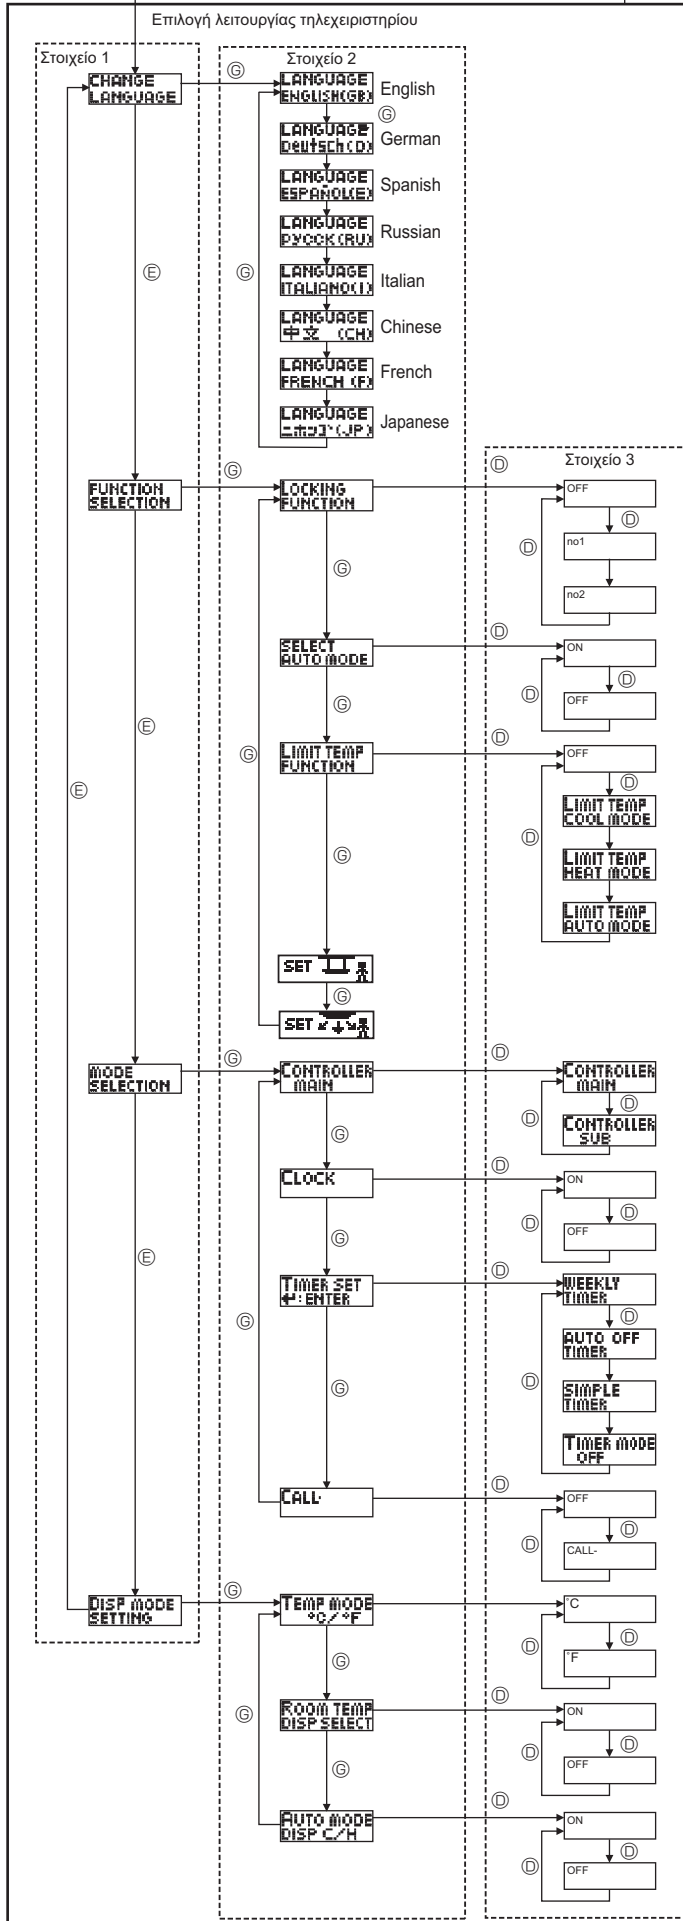 Επιλογή λειτουργίας τηλεχειριστηρίου
Στοιχείο 1
Στοιχείο 2
CHANGE
LANGUAGE
Ⓖ
LANGUAGE
ENGLISH(GB)
English
Ⓖ
LANGUAGE
Deutsch(D)
German
LANGUAGE
ESPAÑOL(E)
Spanish
LANGUAGE
РУССК(RU)
Russian
Ⓔ
Ⓖ
LANGUAGE
ITALIANO(I)
Italian
LANGUAGE
中文 (CH)
Chinese
LANGUAGE
FRENCH (F)
French
LANGUAGE
ニホンゴ(JP)
Japanese
Στοιχείο 3
FUNCTION
SELECTION
Ⓖ
LOCKING
FUNCTION
Ⓓ
OFF
Ⓓ
Ⓓ
no1
no2
Ⓖ
SELECT
AUTO MODE
Ⓓ
ON
Ⓓ
Ⓓ
OFF
Ⓖ
Ⓔ
Ⓖ
LIMIT TEMP
FUNCTION
Ⓓ
OFF
Ⓓ
Ⓔ
Ⓓ
LIMIT TEMP
COOL MODE
LIMIT TEMP
HEAT MODE
LIMIT TEMP
AUTO MODE
Ⓖ
SET
Ⓖ
SET
MODE
SELECTION
Ⓖ
CONTROLLER
MAIN
Ⓓ
CONTROLLER
MAIN
Ⓓ
Ⓓ
CONTROLLER
SUB
Ⓖ
CLOCK
Ⓓ
ON
Ⓓ
Ⓓ
OFF
Ⓖ
Ⓔ
TIMER SET
↵:ENTER
Ⓓ
WEEKLY
TIMER
Ⓓ
Ⓖ
AUTO OFF
TIMER
Ⓓ
SIMPLE
TIMER
Ⓖ
TIMER MODE
OFF
CALL-
Ⓓ
OFF
Ⓓ
Ⓓ
CALL-
DISP MODE
SETTING
Ⓖ
TEMP MODE
°C/°F
Ⓓ
°C
Ⓓ
Ⓓ
°F
Ⓖ
Ⓖ
ROOM TEMP
DISP SELECT
Ⓓ
ON
Ⓓ
Ⓓ
OFF
Ⓖ
AUTO MODE
DISP C/H
Ⓓ
ON
Ⓓ
Ⓓ
OFF